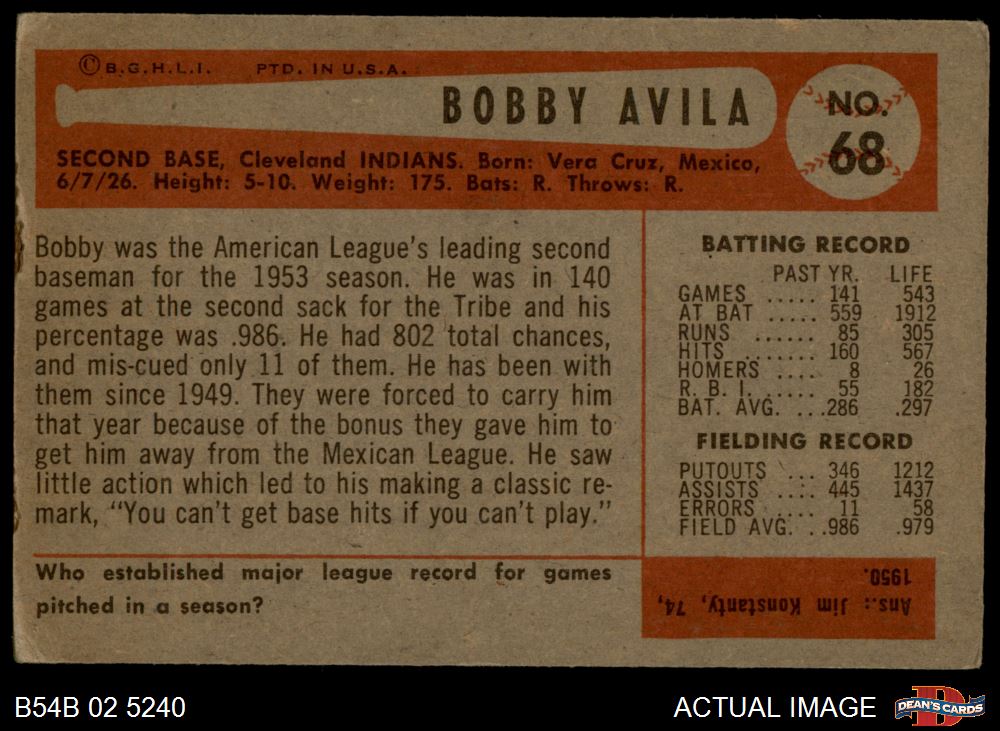 © B.G.H.L.I. PTD. IN U.S.A.
BOBBY AVILA
NO.
68
SECOND BASE, Cleveland INDIANS. Born: Vera Cruz, Mexico,
6/7/26. Height: 5-10. Weight: 175. Bats: R. Throws: R.
Bobby was the American League's leading second
baseman for the 1953 season. He was in 140
games at the second sack for the Tribe and his
percentage was .986. He had 802 total chances,
and mis-cued only 11 of them. He has been with
them since 1949. They were forced to carry him
that year because of the bonus they gave him to
get him away from the Mexican League. He saw
little action which led to his making a classic re-
mark, "You can't get base hits if you can't play."
BATTING RECORD
PAST YR. LIFE
GAMES ..... 141 543
AT BAT ..... 559 1912
RUNS ...... 85 305
HITS ....... 160 567
HOMERS .... 8 26
R. B. I. ..... 55 182
BAT. AVG. ...286 .297
FIELDING RECORD
PUTOUTS ... 346 1212
ASSISTS .... 445 1437
ERRORS .... 11 58
FIELD AVG. ..986 .979
Who established major league record for games
pitched in a season?
Ans.: Jim Konstanty, 74,
1950.
B54B 02 5240
ACTUAL IMAGE
DEAN'S CARDS